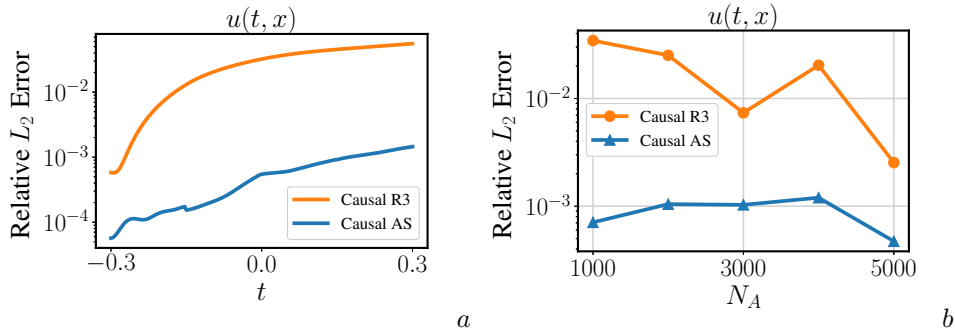 u(t, x)
Relative L₂ Error
10⁻²
10⁻³
10⁻⁴
Causal R3
Causal AS
−0.3
0.0
0.3
t
a
u(t, x)
Relative L₂ Error
10⁻²
10⁻³
Causal R3
Causal AS
1000
3000
5000
N_A
b